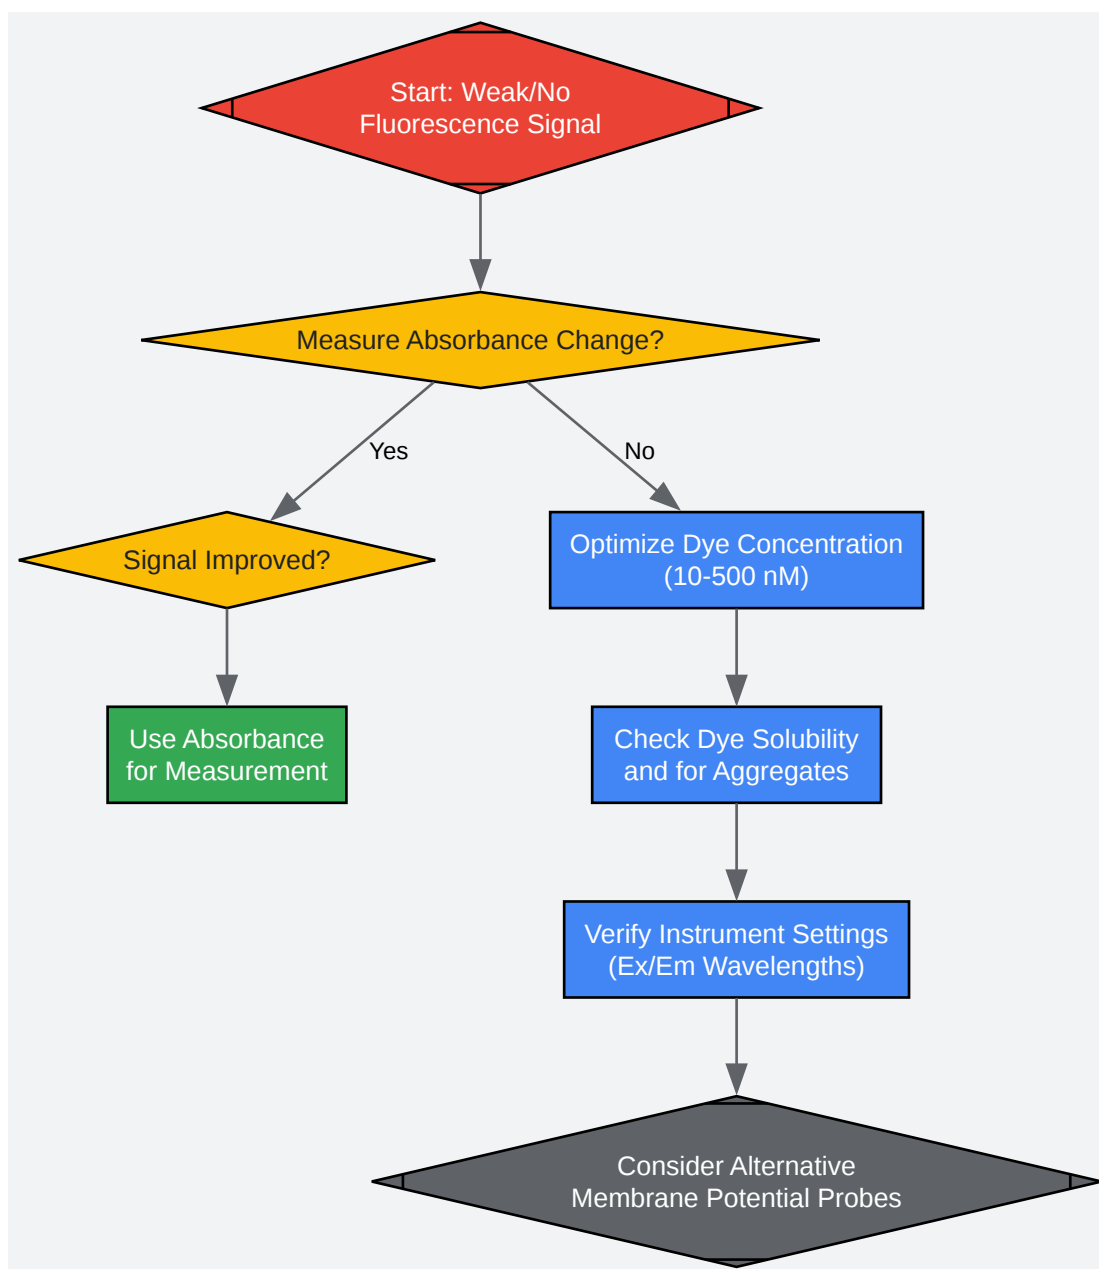 Start: Weak/No
Fluorescence Signal
Measure Absorbance Change?
Yes
No
Signal Improved?
Optimize Dye Concentration
(10-500 nM)
Use Absorbance
for Measurement
Check Dye Solubility
and for Aggregates
Verify Instrument Settings
(Ex/Em Wavelengths)
Consider Alternative
Membrane Potential Probes